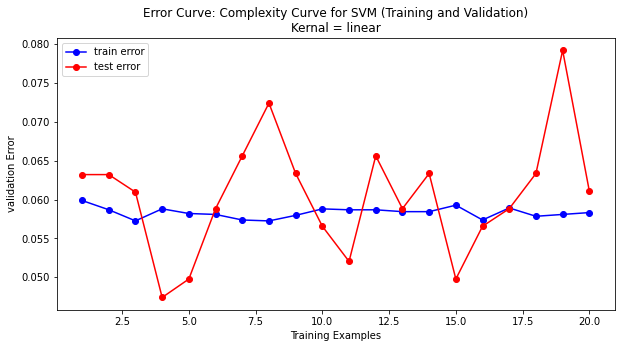 Error Curve: Complexity Curve for SVM (Training and Validation)
Kernal = linear
train error
test error
validation Error
0.080
0.075
0.070
0.065
0.060
0.055
0.050
2.5 5.0 7.5 10.0 12.5 15.0 17.5 20.0
Training Examples